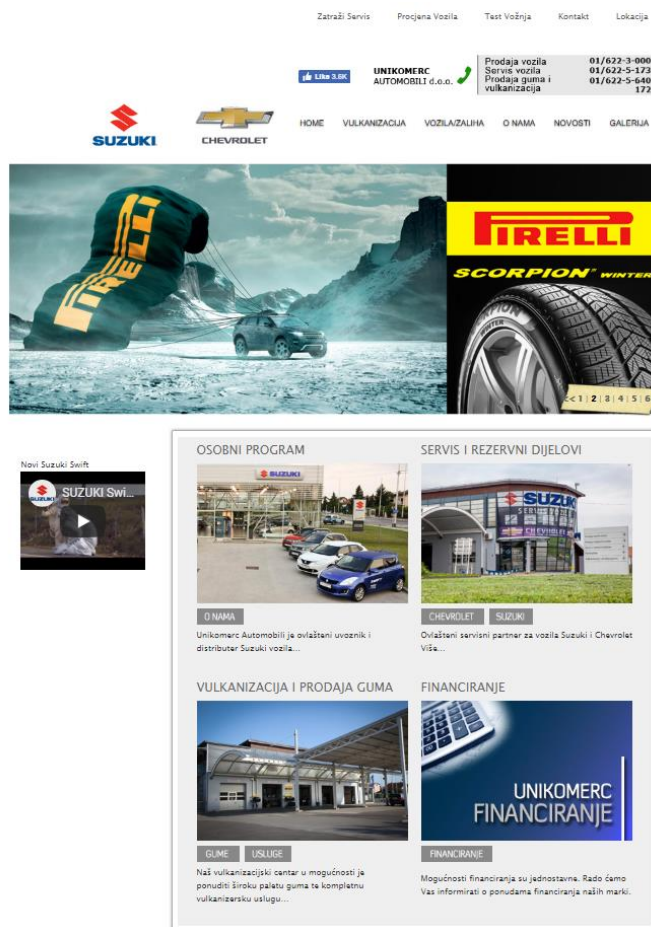 Zatraži Servis Procjena Vozila Test Vožnja Kontakt Lokacija
Like 3.6K
UNIKOMERC
AUTOMOBILI d.o.o.
Prodaja vozila 01/622-3-000
Servis vozila 01/622-5-173
Prodaja guma i 01/622-5-640
vulkanizacija 172
SUZUKI
CHEVROLET
HOME VULKANIZACIJA VOZILA/ZALIHA O NAMA NOVOSTI GALERIJA
PIRELLI
PIRELLI
SCORPION WINTER
SCORPION
WINTER
<< 1 | 2 | 3 | 4 | 5 | 6
Novi Suzuki Swift
SUZUKI Swi...
OSOBNI PROGRAM
SUZUKI
O NAMA
Unikomerc Automobili je ovlašteni uvoznik i
distributer Suzuki vozila...
SERVIS I REZERVNI DIJELOVI
SUZUKI
SERVIS VOZILA
CHEVROLET
CHEVROLET SUZUKI
Ovlašteni servisni partner za vozila Suzuki i Chevrolet
Više...
VULKANIZACIJA I PRODAJA GUMA
GUME USLUGE
Naš vulkanizacijski centar u mogućnosti je
ponuditi široku paletu guma te kompletnu
vulkanizersku uslugu...
FINANCIRANJE
UNIKOMERC
FINANCIRANJE
FINANCIRANJE
Mogućnosti financiranja su jednostavne. Rado ćemo
Vas informirati o ponudama financiranja naših marki.